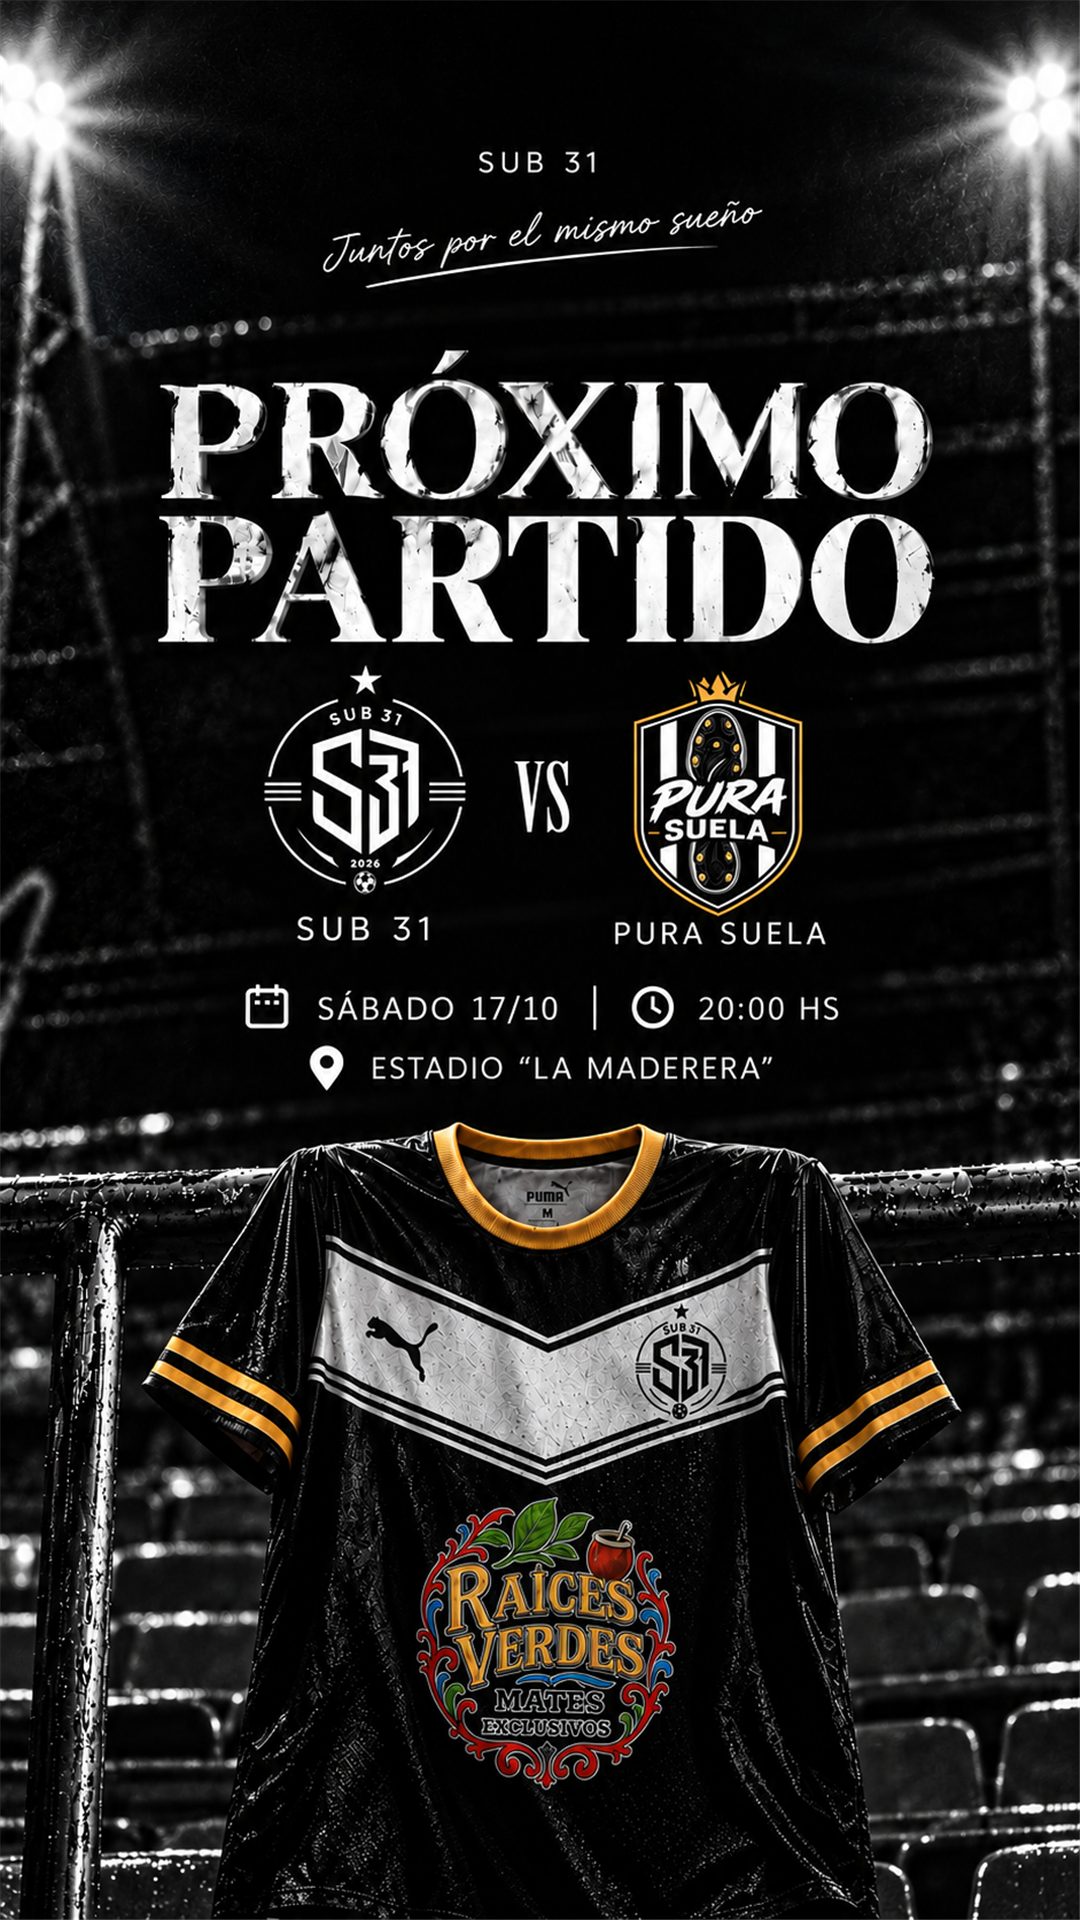 SUB 31
Juntos por el mismo sueño
PRÓXIMO
PARTIDO
SUB 31
S31
2026
VS
PURA
SUELA
SUB 31
PURA SUELA
SÁBADO 17/10 | 20:00 HS
ESTADIO “LA MADERERA”
PUMA
M
SUB 31
S31
RAÍCES
VERDES
MATES
EXCLUSIVOS